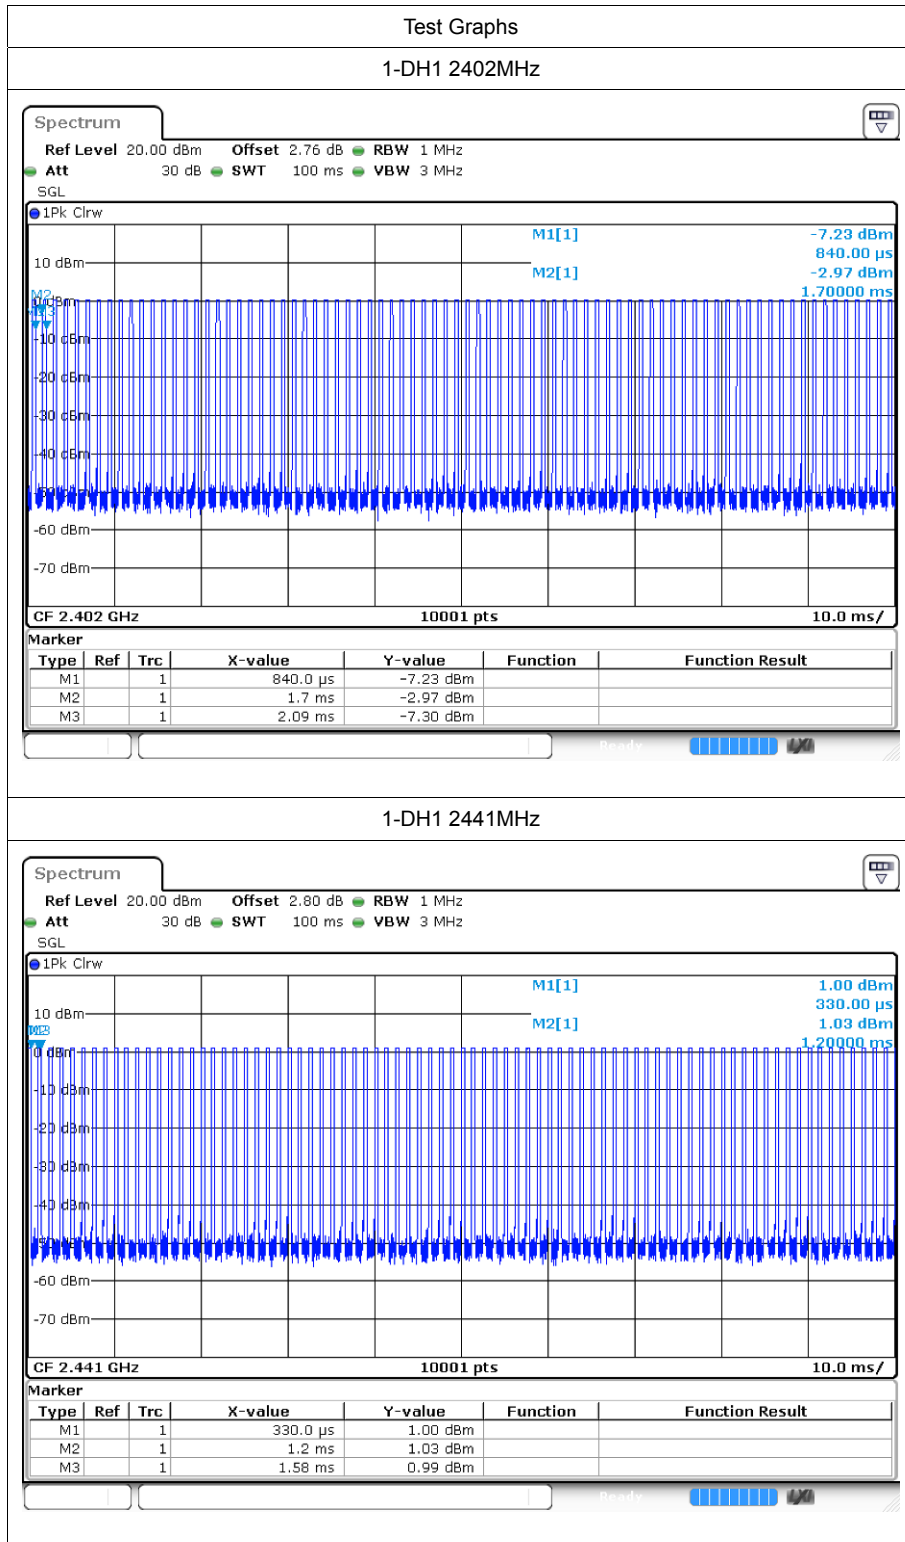 Test Graphs
1-DH1 2402MHz
Spectrum
Ref Level 20.00 dBm Offset 2.76 dB RBW 1 MHz
Att 30 dB SWT 100 ms VBW 3 MHz
SGL
1Pk Clrw
M1[1] -7.23 dBm
840.00 µs
10 dBm
M2[1] -2.97 dBm
1.70000 ms
M2
0 dBm
-10 dBm
-20 dBm
-30 dBm
-40 dBm
-60 dBm
-70 dBm
CF 2.402 GHz 10001 pts 10.0 ms/
Marker
Type Ref Trc X-value Y-value Function Function Result
M1 1 840.0 µs -7.23 dBm
M2 1 1.7 ms -2.97 dBm
M3 1 2.09 ms -7.30 dBm
Ready LXI
1-DH1 2441MHz
Spectrum
Ref Level 20.00 dBm Offset 2.80 dB RBW 1 MHz
Att 30 dB SWT 100 ms VBW 3 MHz
SGL
1Pk Clrw
M1[1] 1.00 dBm
330.00 µs
10 dBm
M2[1] 1.03 dBm
1.20000 ms
0 dBm
-10 dBm
-20 dBm
-30 dBm
-40 dBm
-60 dBm
-70 dBm
CF 2.441 GHz 10001 pts 10.0 ms/
Marker
Type Ref Trc X-value Y-value Function Function Result
M1 1 330.0 µs 1.00 dBm
M2 1 1.2 ms 1.03 dBm
M3 1 1.58 ms 0.99 dBm
Ready LXI